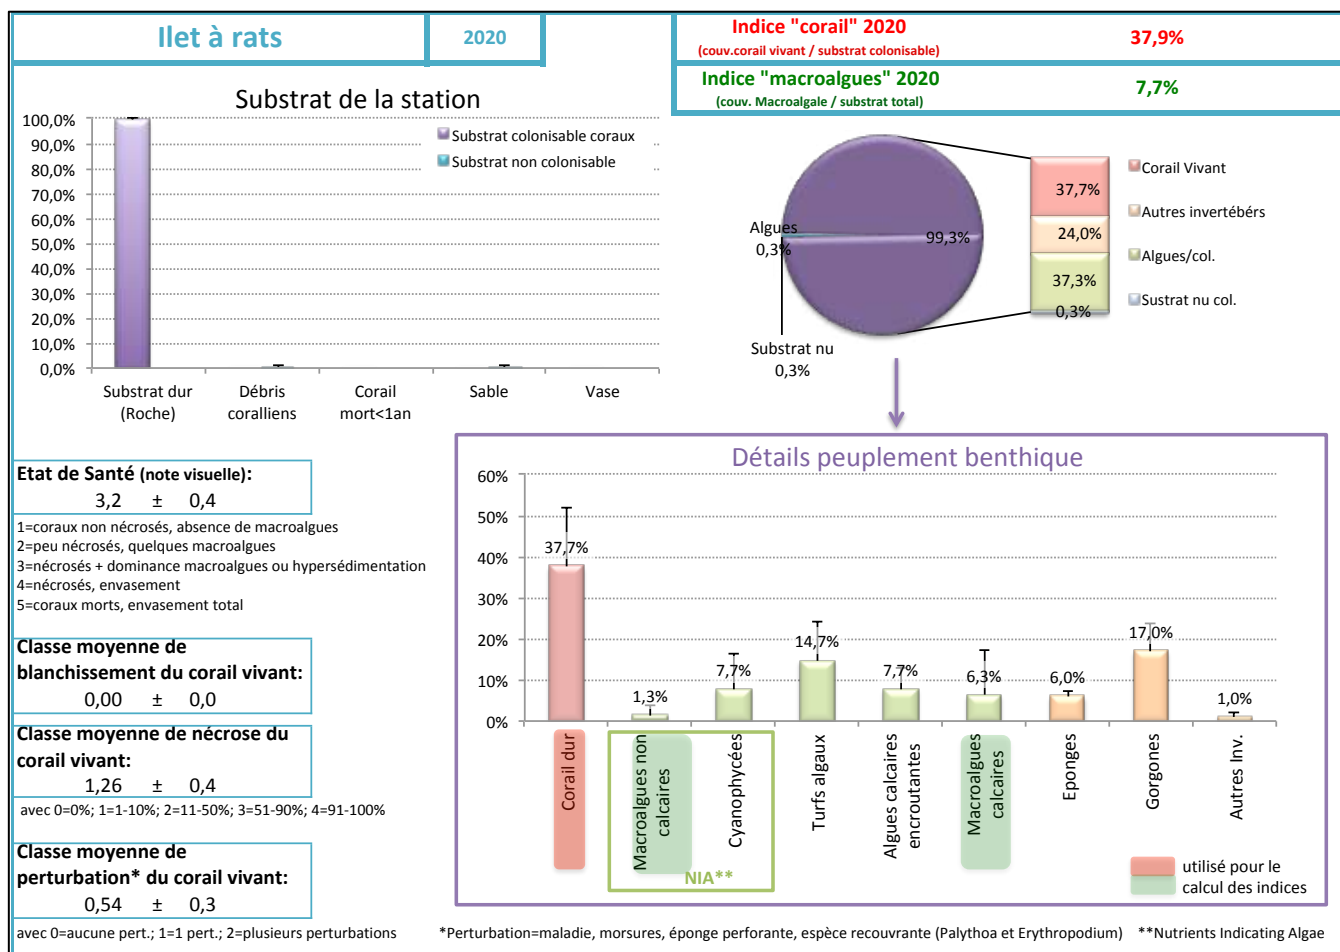 Ilet à rats
2020
Indice "corail" 2020
(couv.corail vivant / substrat colonisable)
37,9%
Indice "macroalgues" 2020
(couv. Macroalgale / substrat total)
7,7%
Substrat de la station
100,0%
90,0%
80,0%
70,0%
60,0%
50,0%
40,0%
30,0%
20,0%
10,0%
0,0%
Substrat colonisable coraux
Substrat non colonisable
Substrat dur (Roche)
Débris coralliens
Corail mort<1an
Sable
Vase
Algues
0,3%
99,3%
Substrat nu
0,3%
37,7%
24,0%
37,3%
0,3%
Corail Vivant
Autres invertébérs
Algues/col.
Sustrat nu col.
Etat de Santé (note visuelle):
3,2 ± 0,4
1=coraux non nécrosés, absence de macroalgues
2=peu nécrosés, quelques macroalgues
3=nécrosés + dominance macroalgues ou hypersédimentation
4=nécrosés, envasement
5=coraux morts, envasement total
Classe moyenne de
blanchissement du corail vivant:
0,00 ± 0,0
Classe moyenne de nécrose du
corail vivant:
1,26 ± 0,4
avec 0=0%; 1=1-10%; 2=11-50%; 3=51-90%; 4=91-100%
Classe moyenne de
perturbation* du corail vivant:
0,54 ± 0,3
avec 0=aucune pert.; 1=1 pert.; 2=plusieurs perturbations
Détails peuplement benthique
60%
50%
40%
30%
20%
10%
0%
37,7%
1,3%
7,7%
14,7%
7,7%
6,3%
6,0%
17,0%
1,0%
Corail dur
Macroalgues non calcaires
Cyanophycées
Turfs algaux
Algues calcaires encroutantes
Macroalgues calcaires
Eponges
Gorgones
Autres Inv.
NIA**
utilisé pour le
calcul des indices
*Perturbation=maladie, morsures, éponge perforante, espèce recouvrante (Palythoa et Erythropodium) **Nutrients Indicating Algae